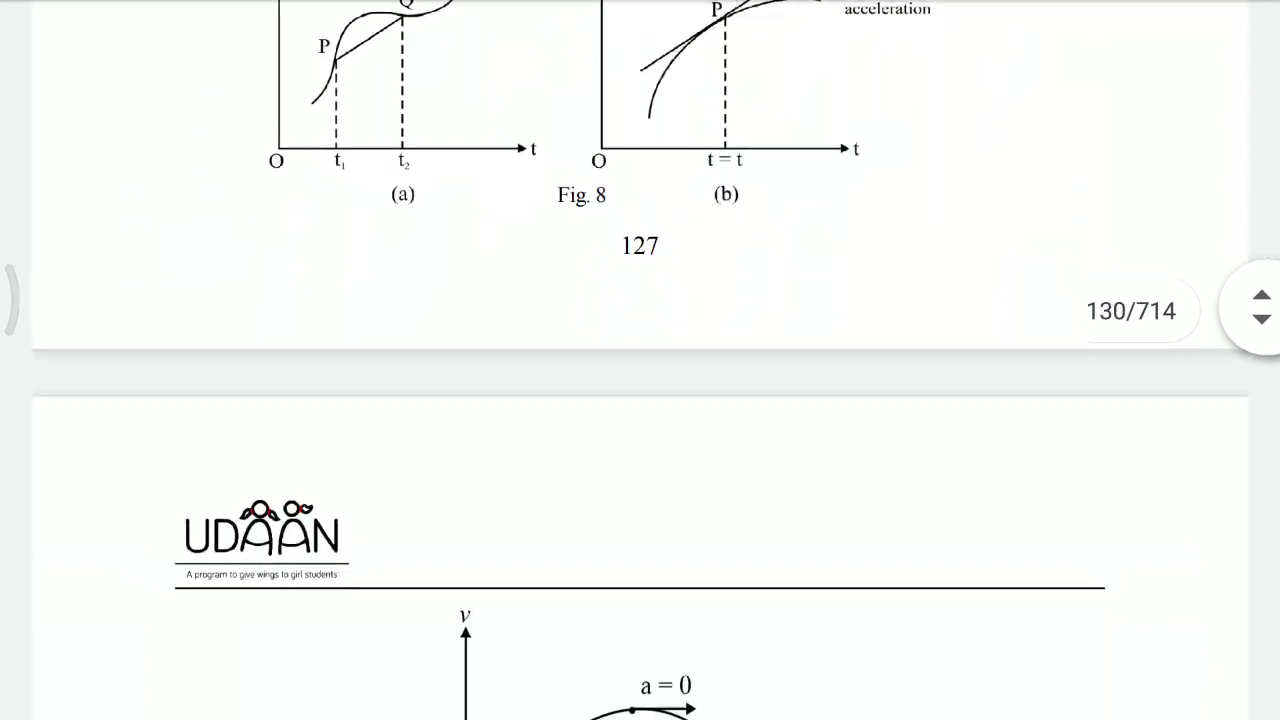 Q
P
O t₁ t₂ t
(a)
P
acceleration
O t = t t
(b)
Fig. 8
127
130/714
UDAAN
A program to give wings to girl students
v
a = 0